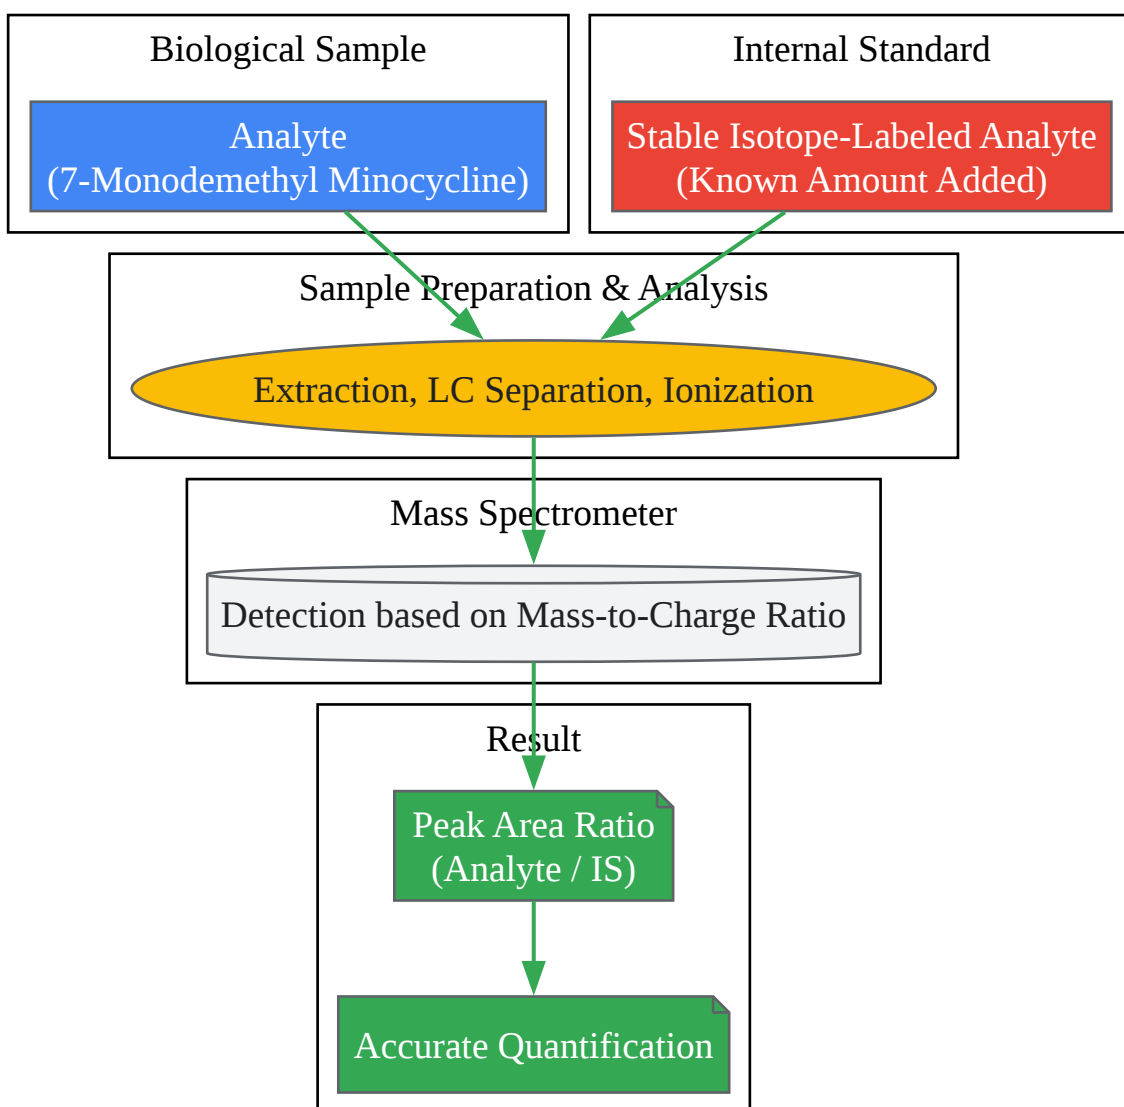 Biological Sample
Internal Standard
Analyte
(7-Monodemethyl Minocycline)
Stable Isotope-Labeled Analyte
(Known Amount Added)
Sample Preparation & Analysis
Extraction, LC Separation, Ionization
Mass Spectrometer
Detection based on Mass-to-Charge Ratio
Result
Peak Area Ratio
(Analyte / IS)
Accurate Quantification